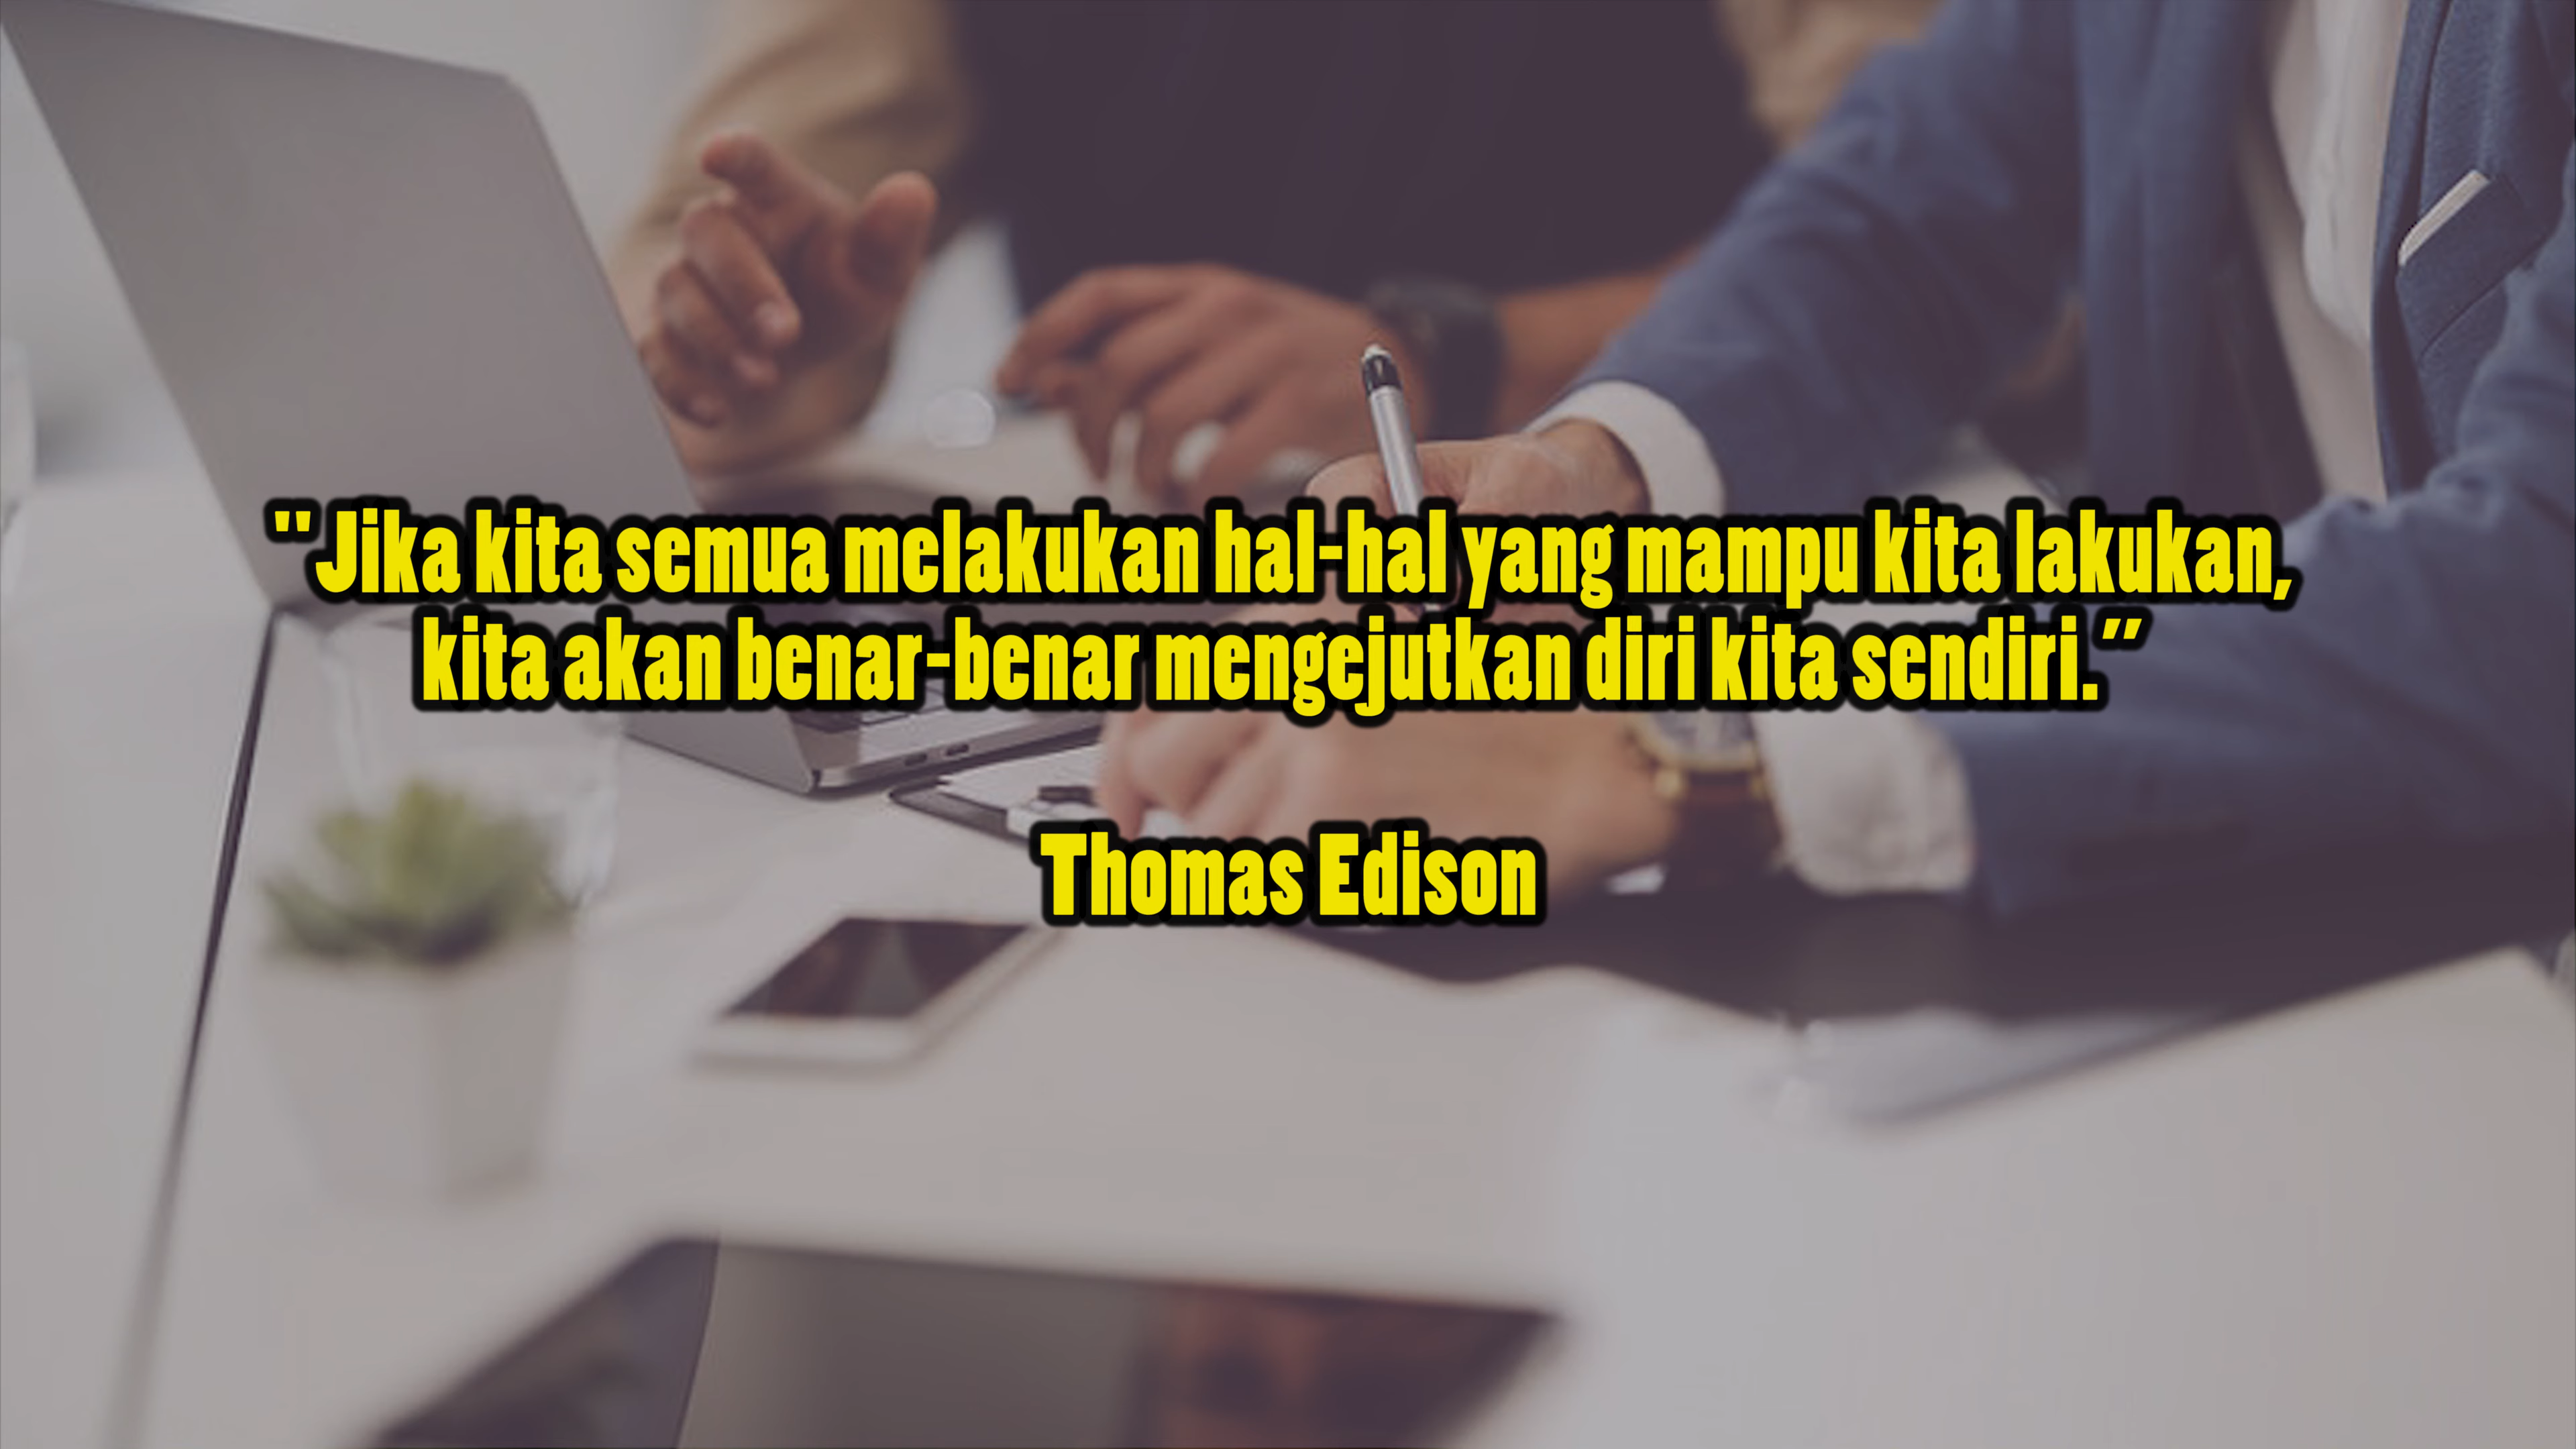 "Jika kita semua melakukan hal-hal yang mampu kita lakukan,
kita akan benar-benar mengejutkan diri kita sendiri.”
Thomas Edison